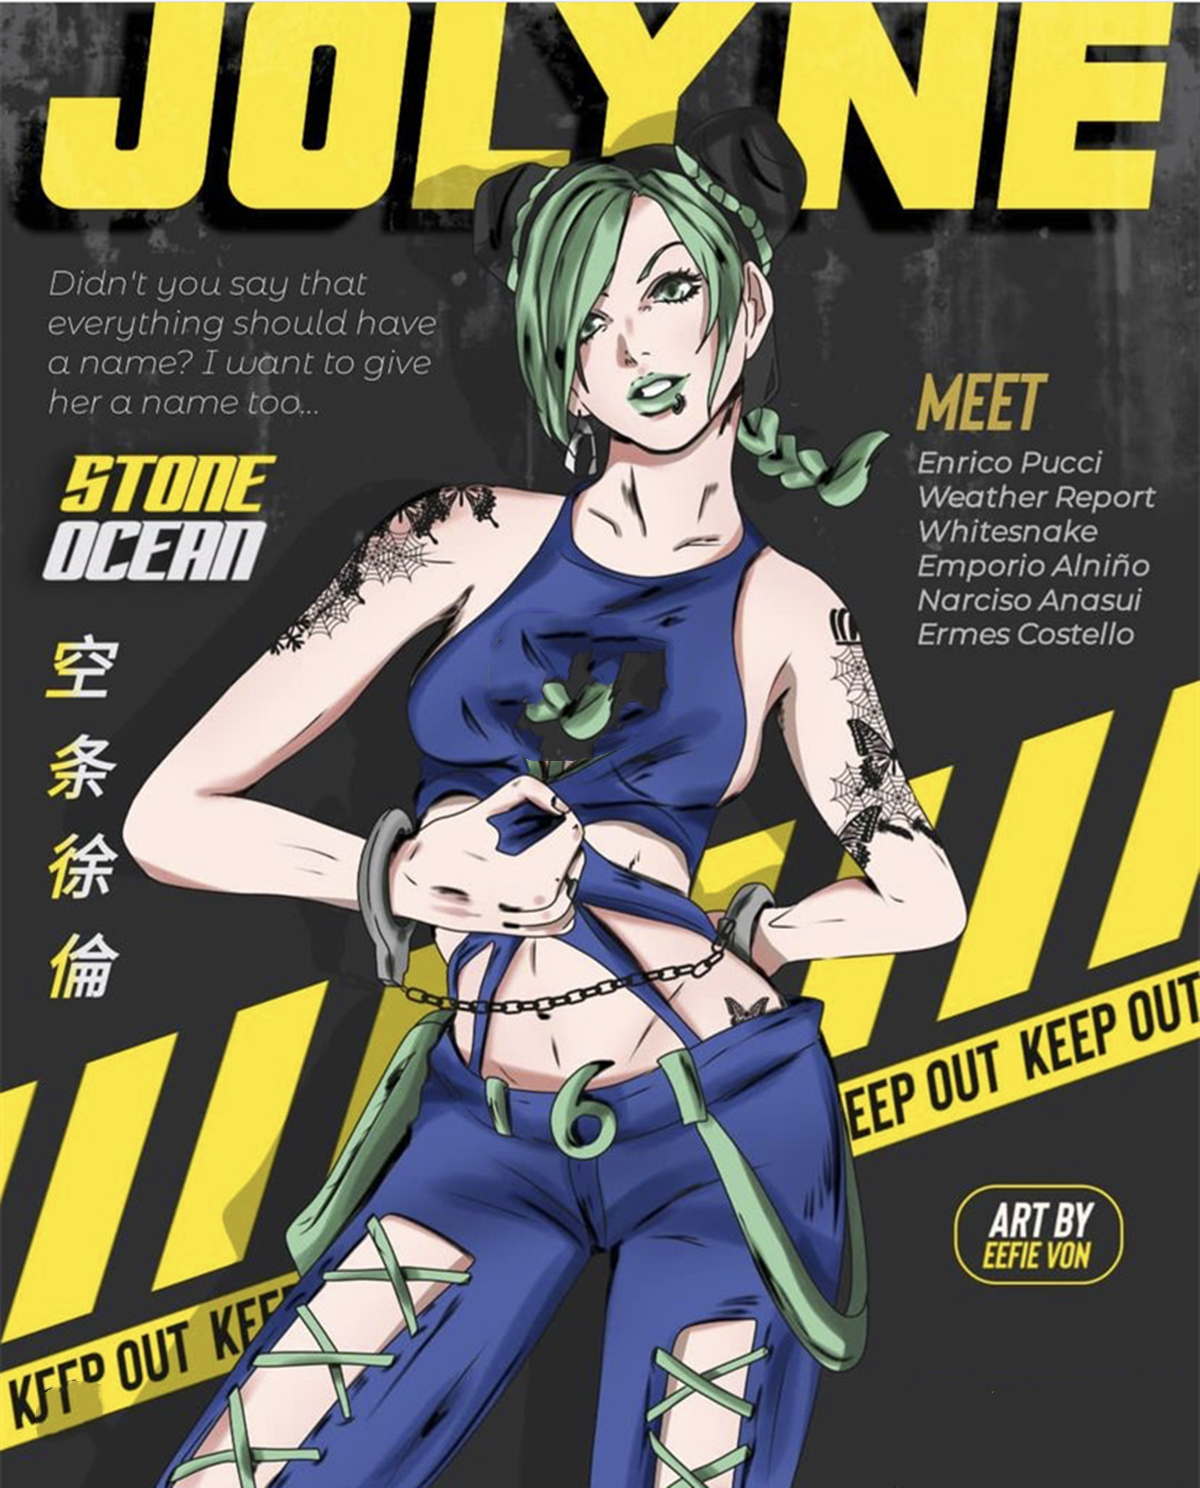 JOLYNE
Didn't you say that
everything should have
a name? I want to give
her a name too...
STONE
OCEAN
空
条
徐
倫
MEET
Enrico Pucci
Weather Report
Whitesnake
Emporio Alniño
Narciso Anasui
Ermes Costello
6
EEP OUT KEEP OUT
ART BY
EEFIE VON
KEEP OUT KEEP